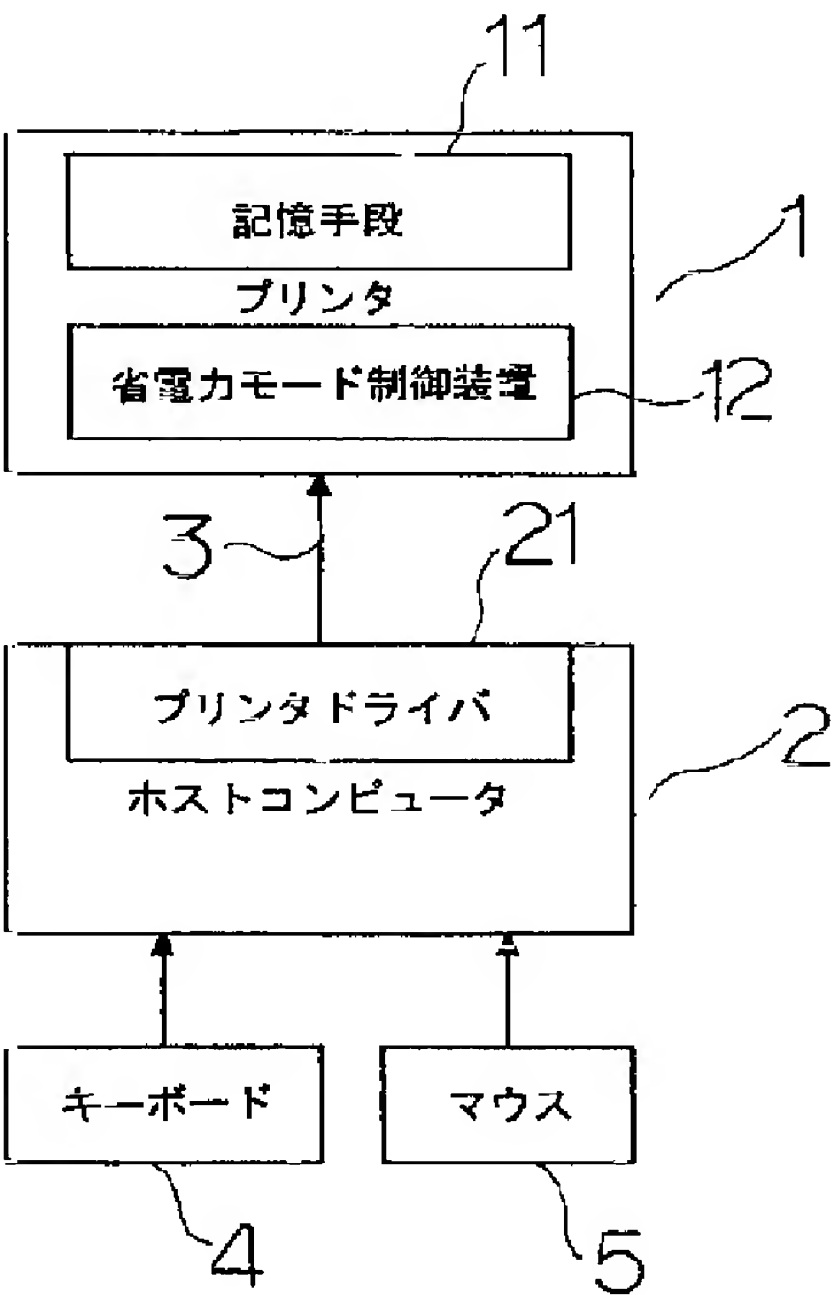 11
記憶手段
1
プリンタ
省電力モード制御装置
12
3
21
プリンタドライバ
2
ホストコンピュータ
キーボード
マウス
4
5